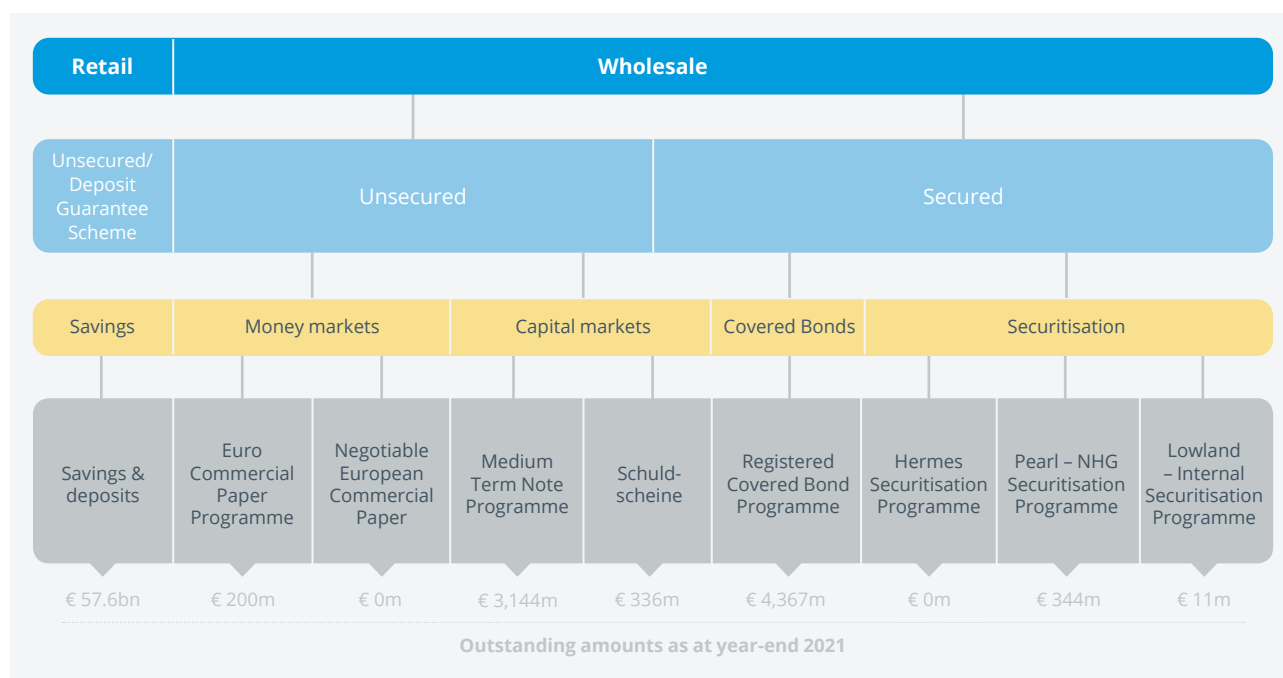 Retail
Wholesale
Unsecured/
Deposit
Guarantee
Scheme
Unsecured
Secured
Savings
Money markets
Capital markets
Covered Bonds
Securitisation
Savings &
deposits
Euro
Commercial
Paper
Programme
Negotiable
European
Commercial
Paper
Medium
Term Note
Programme
Schuld-
scheine
Registered
Covered Bond
Programme
Hermes
Securitisation
Programme
Pearl – NHG
Securitisation
Programme
Lowland
– Internal
Securitisation
Programme
€ 57.6bn
€ 200m
€ 0m
€ 3,144m
€ 336m
€ 4,367m
€ 0m
€ 344m
€ 11m
Outstanding amounts as at year-end 2021